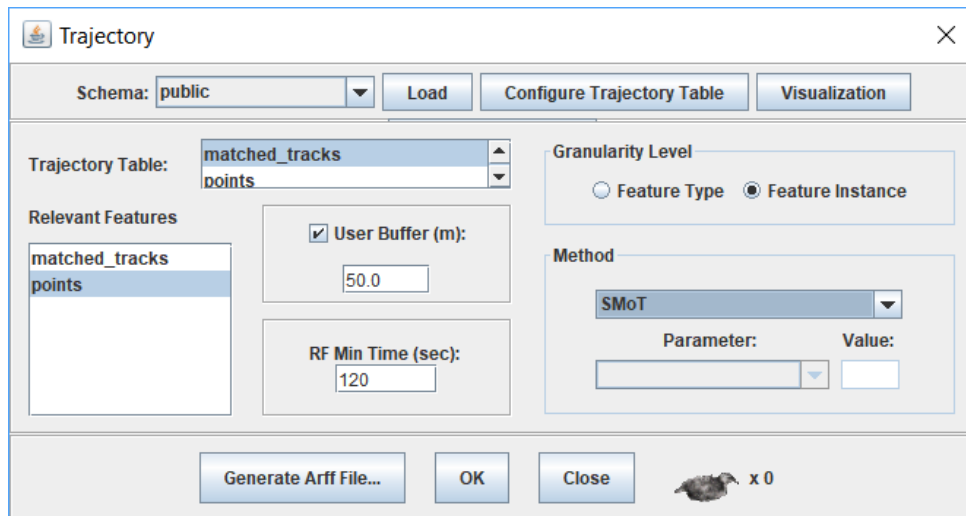 Trajectory
Schema: public Load Configure Trajectory Table Visualization
Trajectory Table: matched_tracks
points
Granularity Level
Feature Type Feature Instance
Relevant Features
matched_tracks
points
User Buffer (m):
50.0
RF Min Time (sec):
120
Method
SMoT
Parameter: Value:
Generate Arff File... OK Close x 0